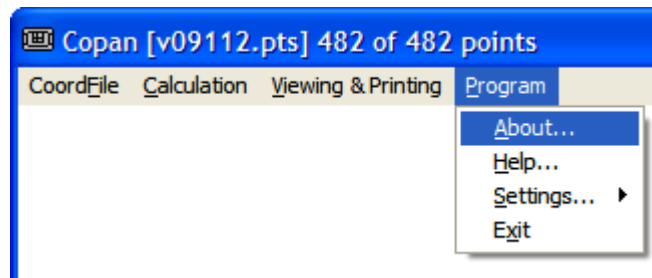 Copan [v09112.pts] 482 of 482 points
CoordFile Calculation Viewing & Printing Program
About...
Help...
Settings...
Exit